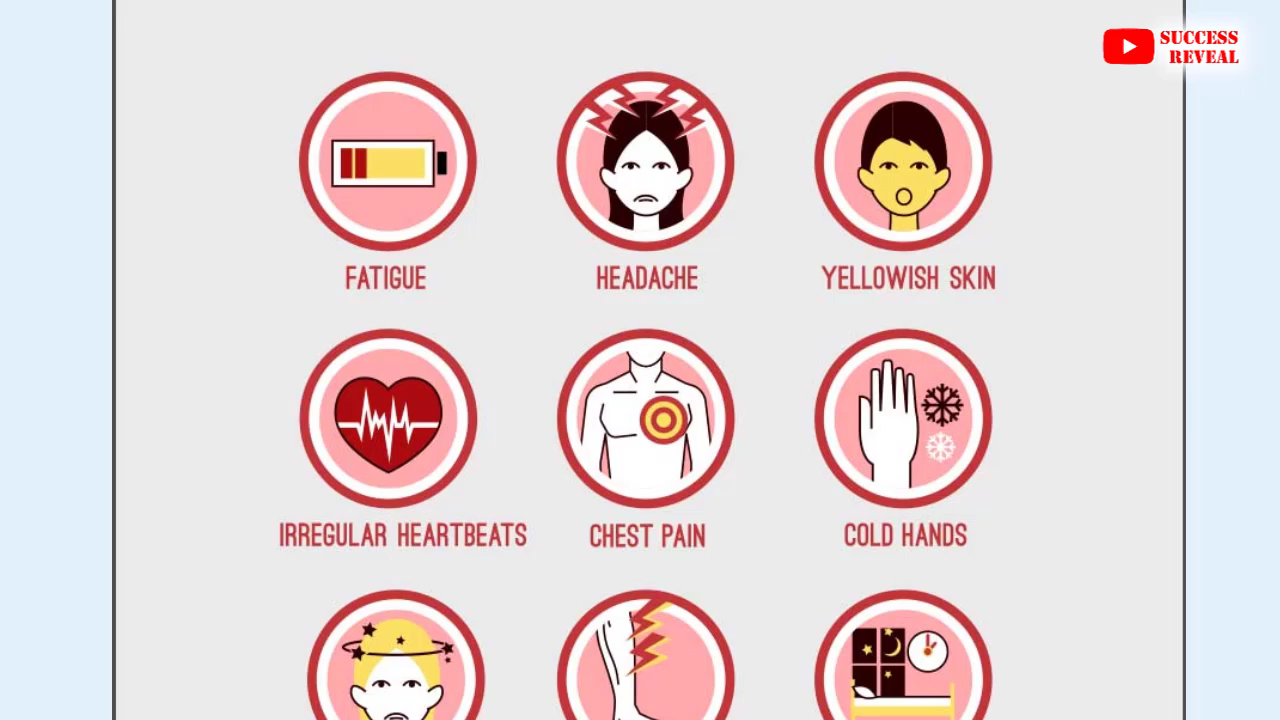 SUCCESS
REVEAL
FATIGUE
HEADACHE
YELLOWISH SKIN
IRREGULAR HEARTBEATS
CHEST PAIN
COLD HANDS